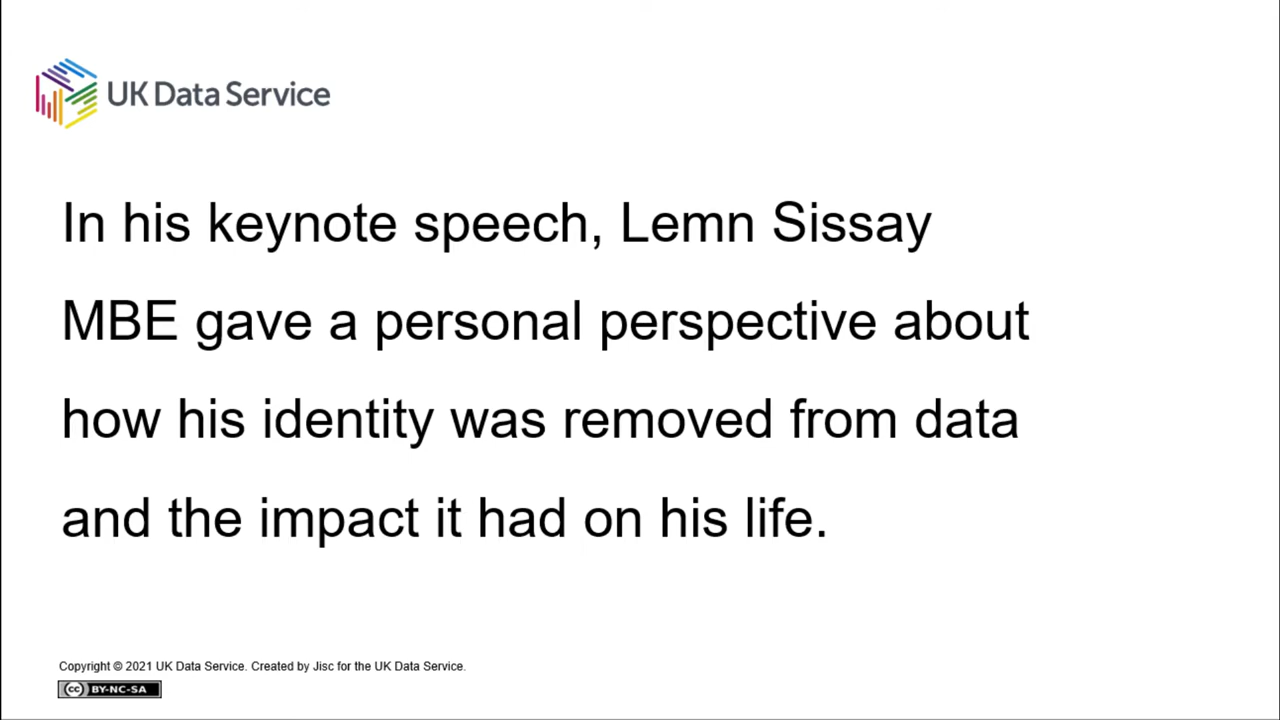 UK Data Service
In his keynote speech, Lemn Sissay
MBE gave a personal perspective about
how his identity was removed from data
and the impact it had on his life.
Copyright © 2021 UK Data Service. Created by Jisc for the UK Data Service.
cc BY-NC-SA